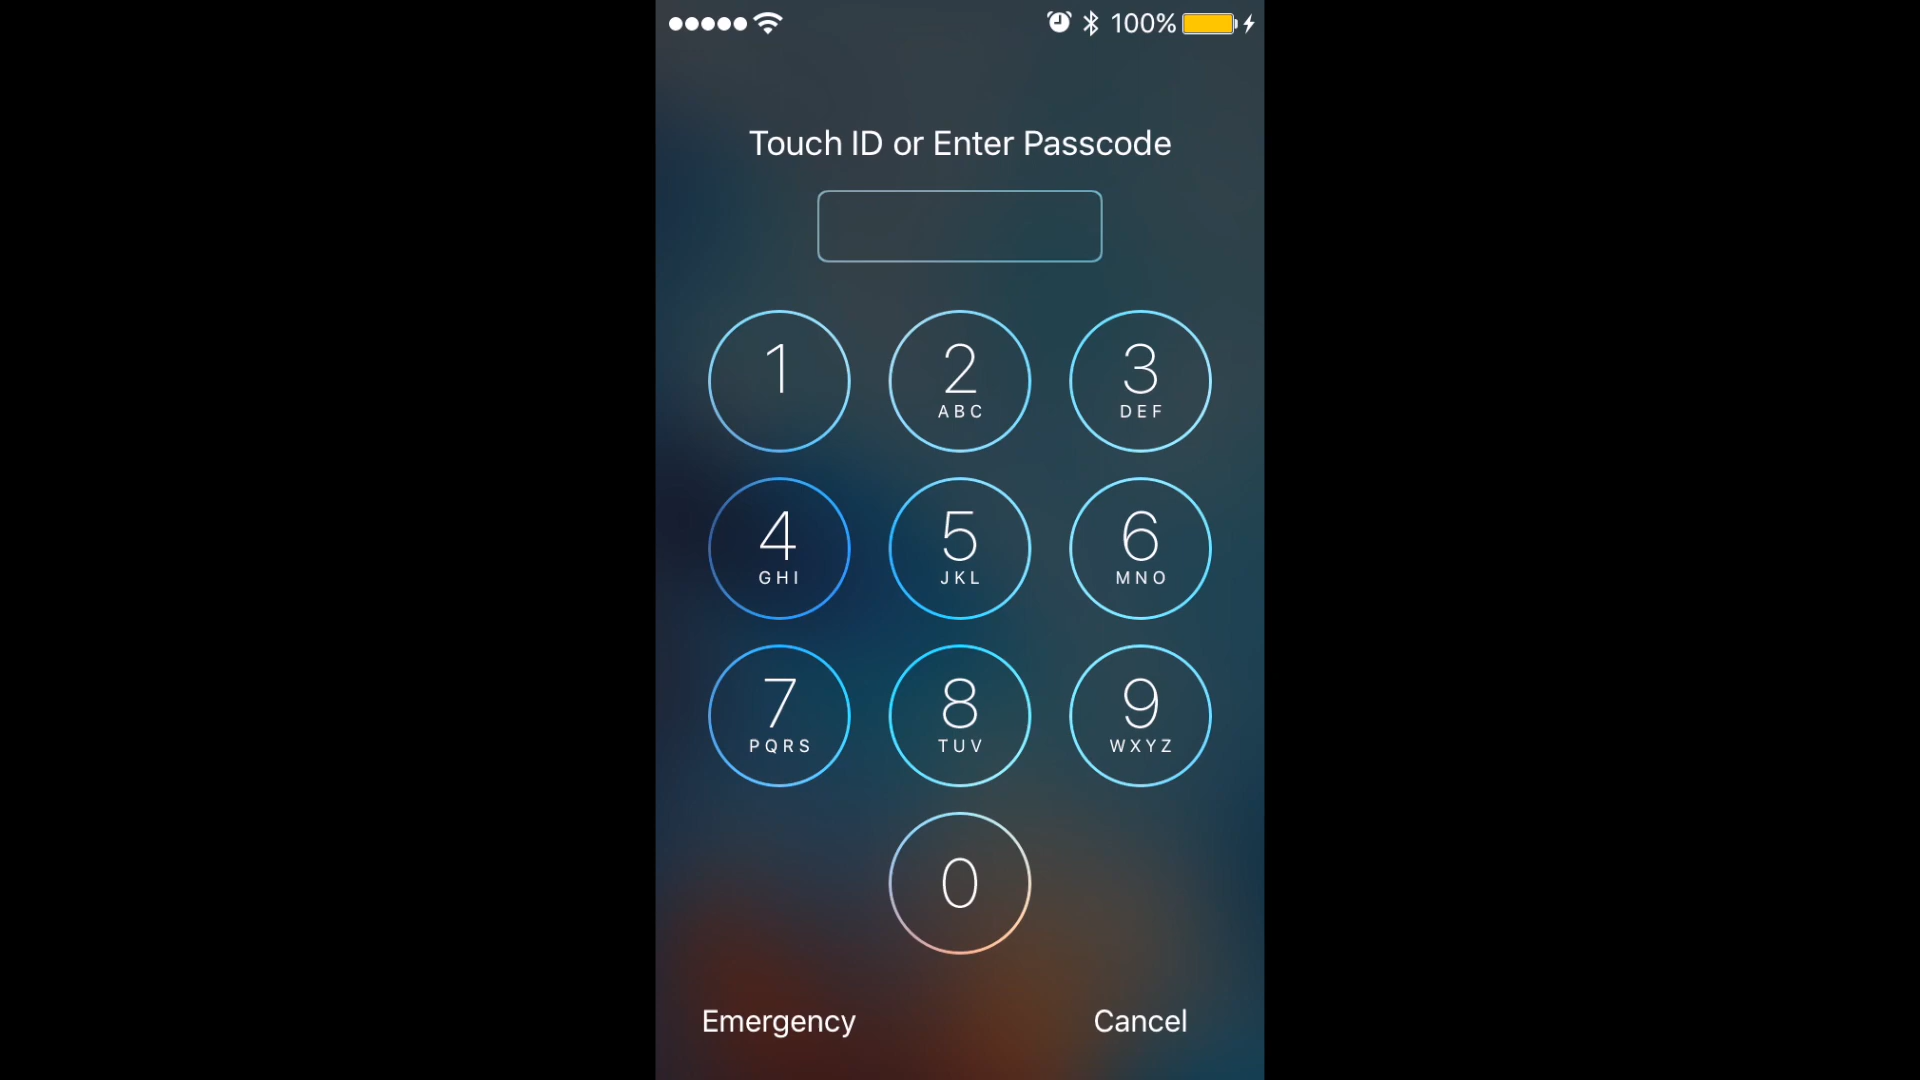 100%
Touch ID or Enter Passcode
1 2 3
ABC DEF
4 5 6
GHI JKL MNO
7 8 9
PQRS TUV WXYZ
0
Emergency Cancel